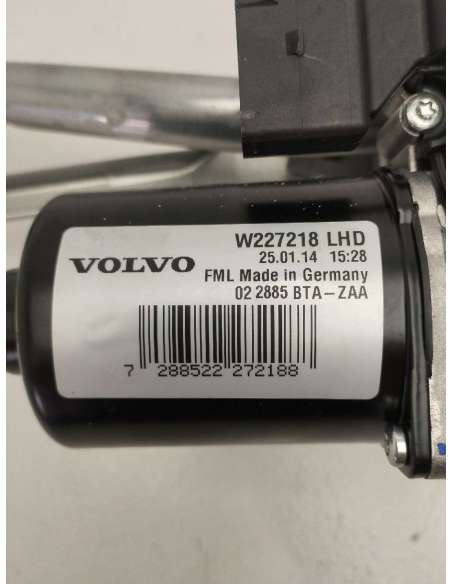 W227218 LHD
VOLVO
25.01.14 15:28
FML Made in Germany
02 2885 BTA-ZAA
7 288522 272188